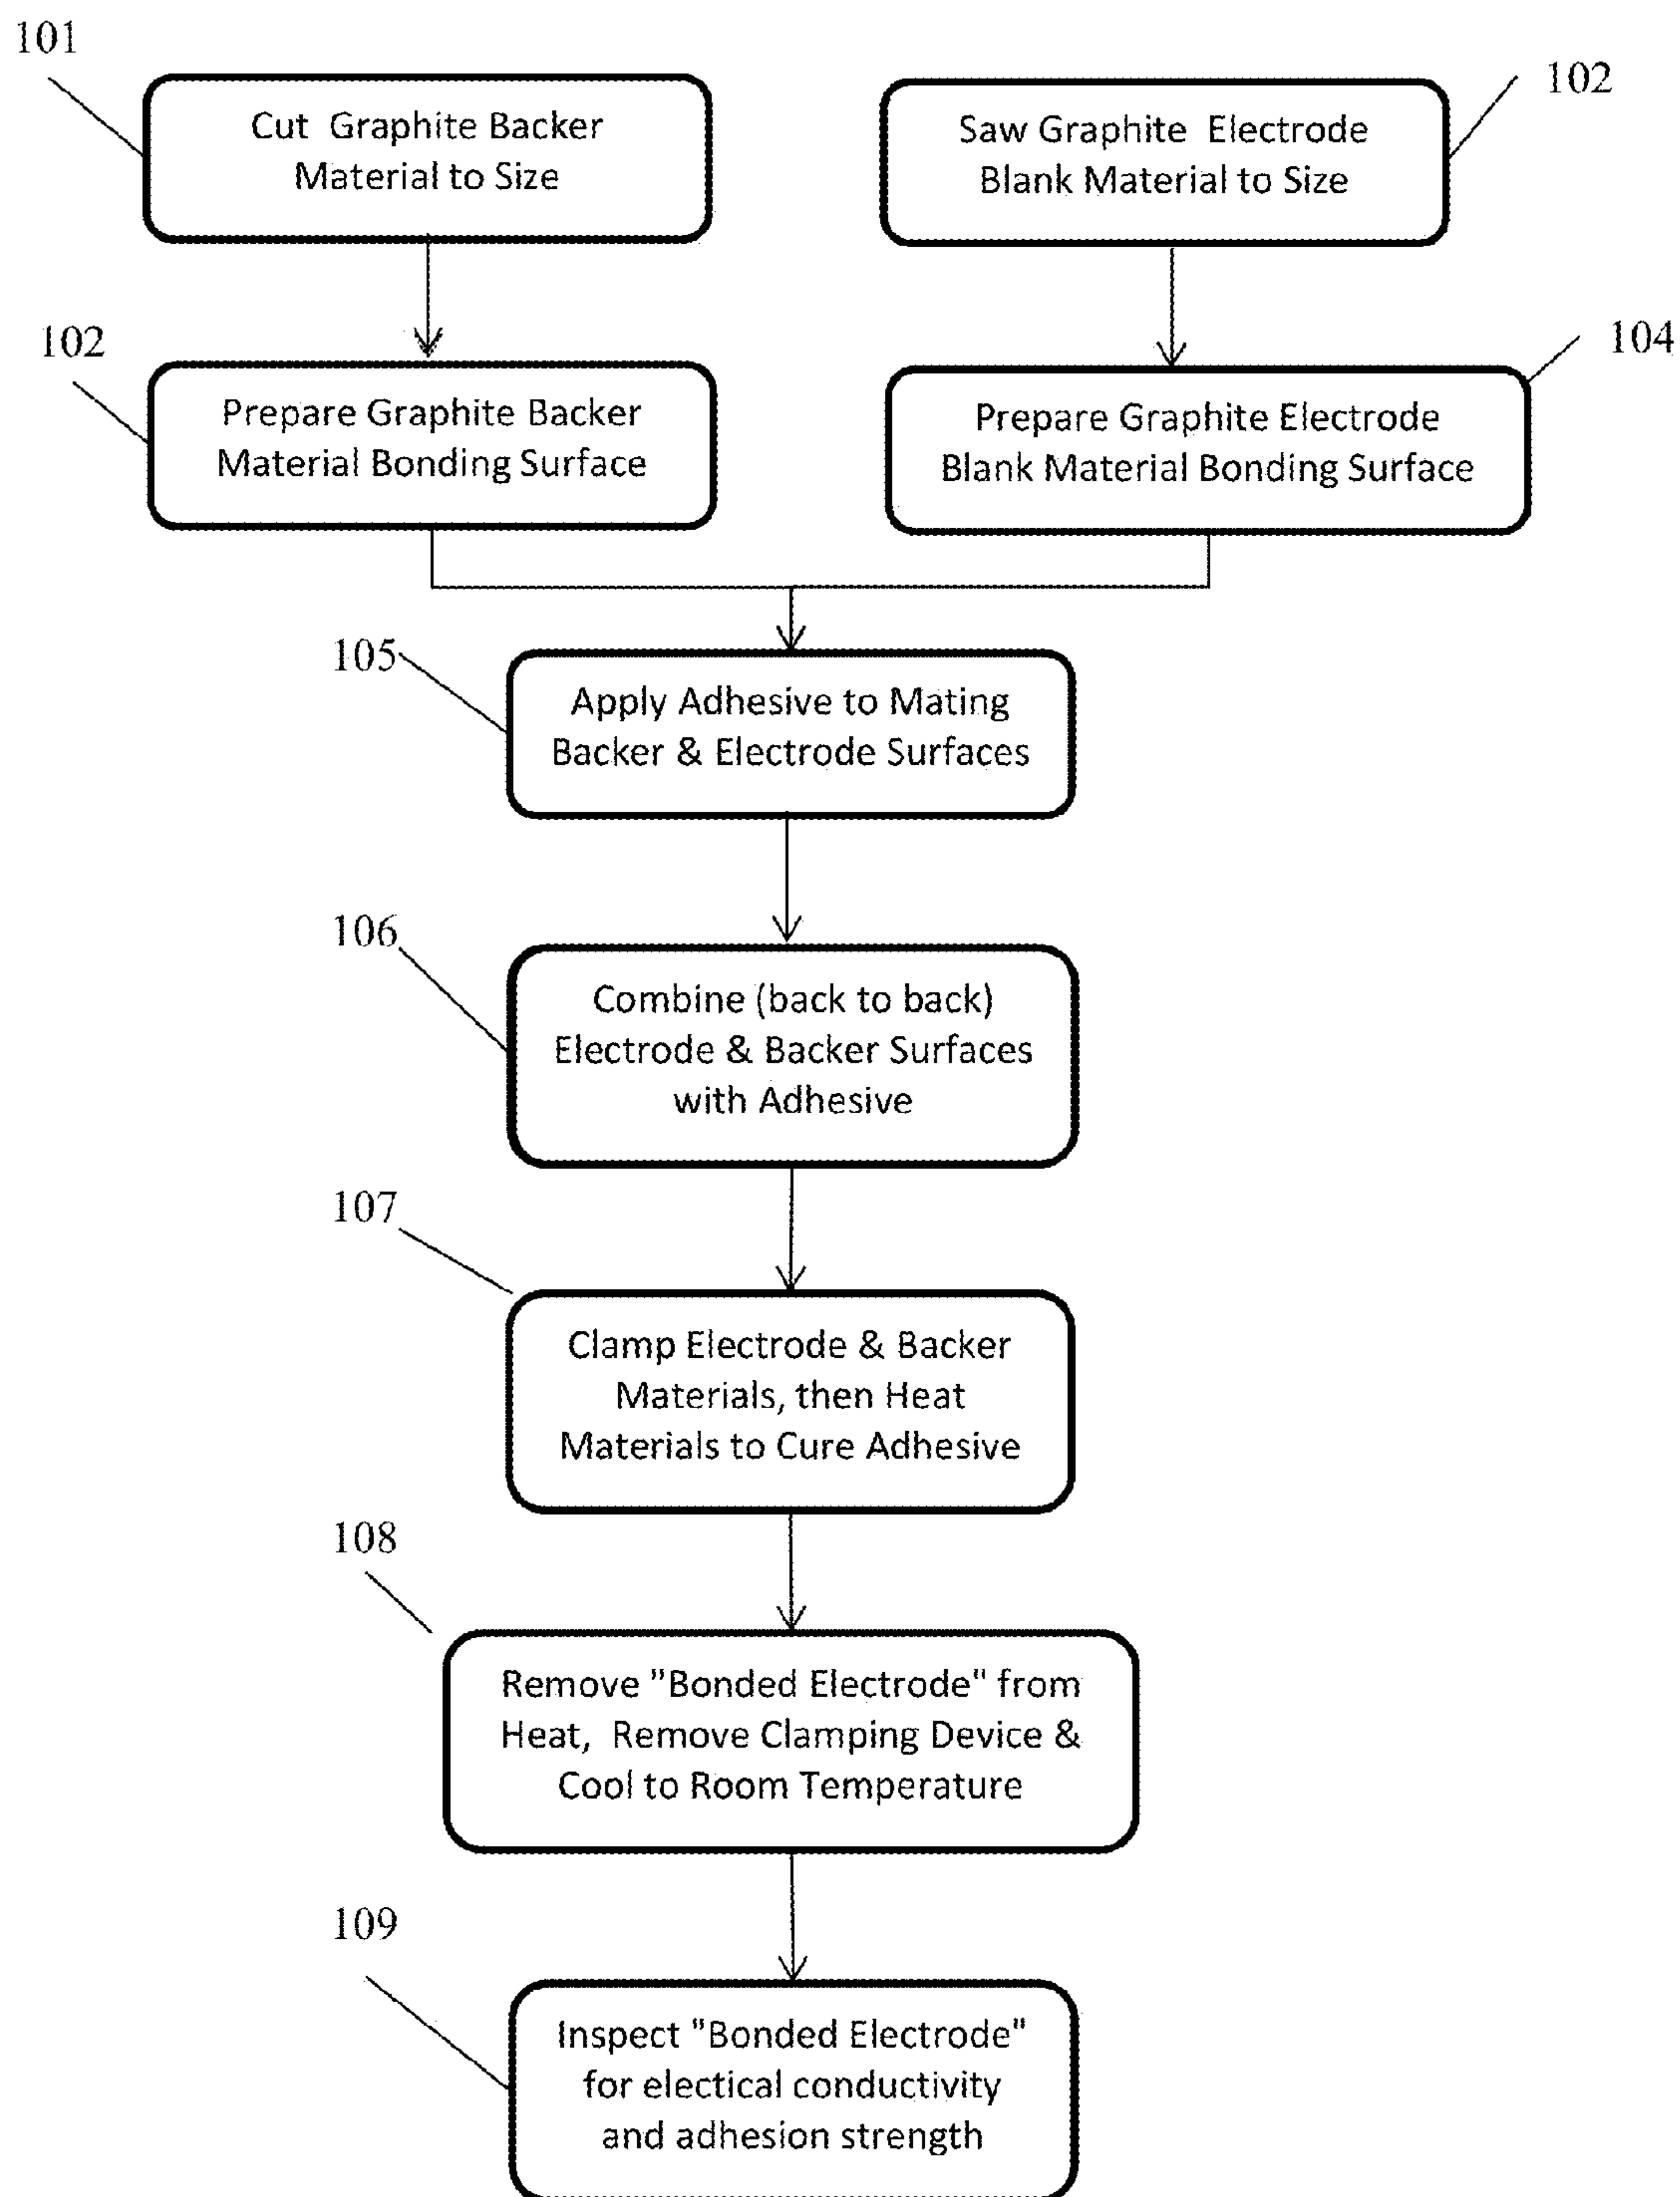 101
Cut Graphite Backer
Material to Size
102
Saw Graphite Electrode
Blank Material to Size
102
Prepare Graphite Backer
Material Bonding Surface
104
Prepare Graphite Electrode
Blank Material Bonding Surface
105
Apply Adhesive to Mating
Backer & Electrode Surfaces
106
Combine (back to back)
Electrode & Backer Surfaces
with Adhesive
107
Clamp Electrode & Backer
Materials, then Heat
Materials to Cure Adhesive
108
Remove "Bonded Electrode" from
Heat, Remove Clamping Device &
Cool to Room Temperature
109
Inspect "Bonded Electrode"
for electical conductivity
and adhesion strength